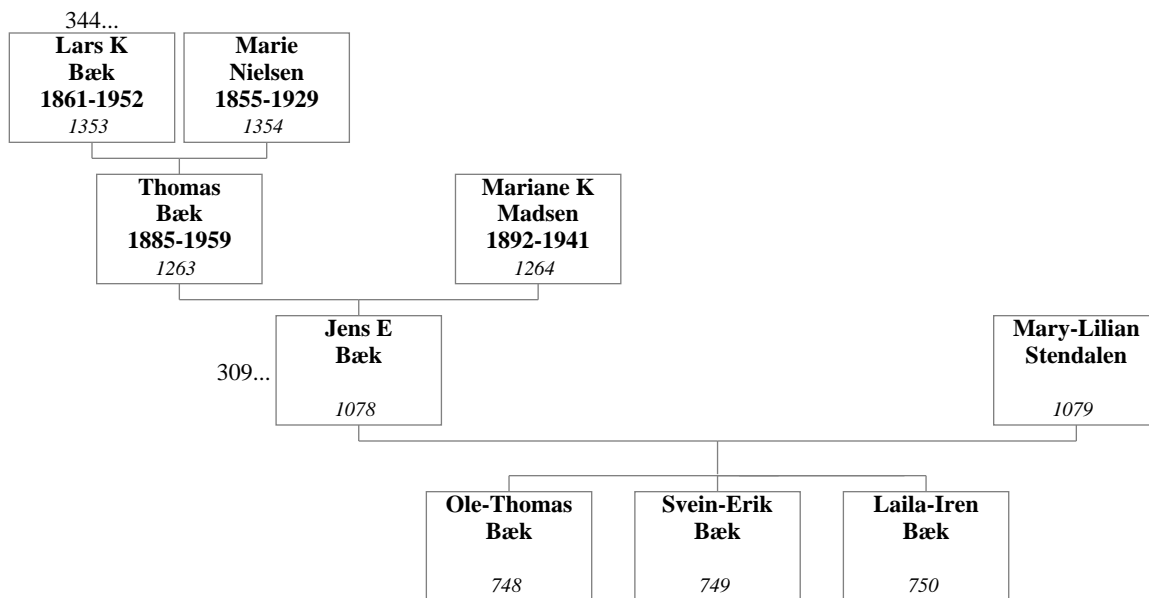 344...
Lars K
Bæk
1861-1952
1353
Marie
Nielsen
1855-1929
1354
Thomas
Bæk
1885-1959
1263
Mariane K
Madsen
1892-1941
1264
309...
Jens E
Bæk
1078
Mary-Lilian
Stendalen
1079
Ole-Thomas
Bæk
748
Svein-Erik
Bæk
749
Laila-Iren
Bæk
750